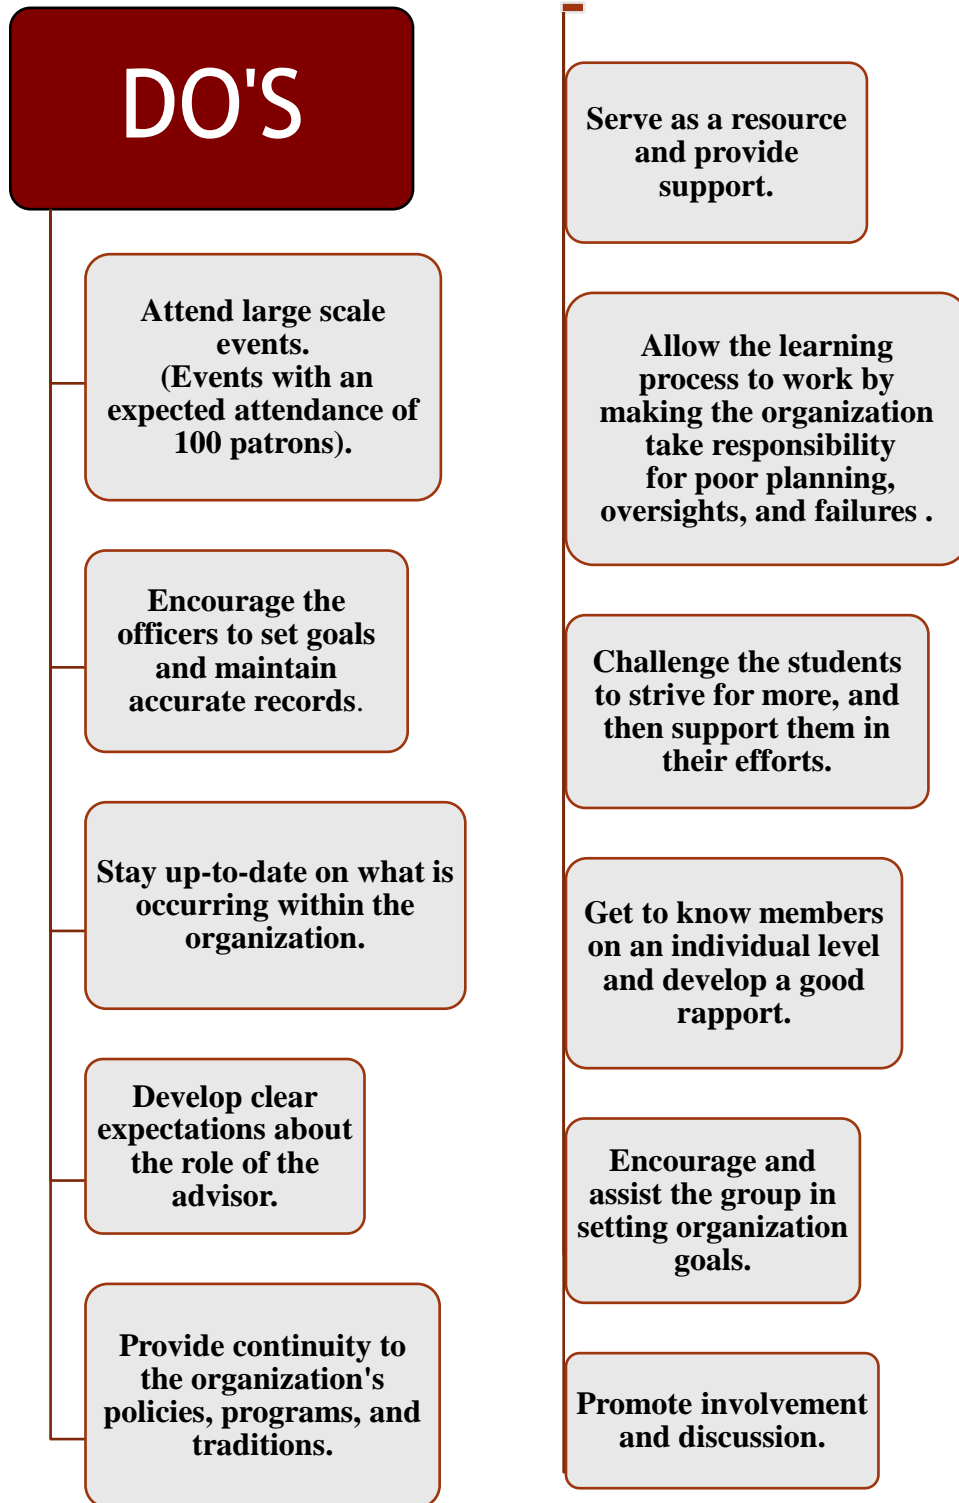 DO'S
Attend large scale
events.
(Events with an
expected attendance of
100 patrons).
Encourage the
officers to set goals
and maintain
accurate records.
Stay up-to-date on what is
occurring within the
organization.
Develop clear
expectations about
the role of the
advisor.
Provide continuity to
the organization's
policies, programs, and
traditions.
Serve as a resource
and provide
support.
Allow the learning
process to work by
making the organization
take responsibility
for poor planning,
oversights, and failures .
Challenge the students
to strive for more, and
then support them in
their efforts.
Get to know members
on an individual level
and develop a good
rapport.
Encourage and
assist the group in
setting organization
goals.
Promote involvement
and discussion.